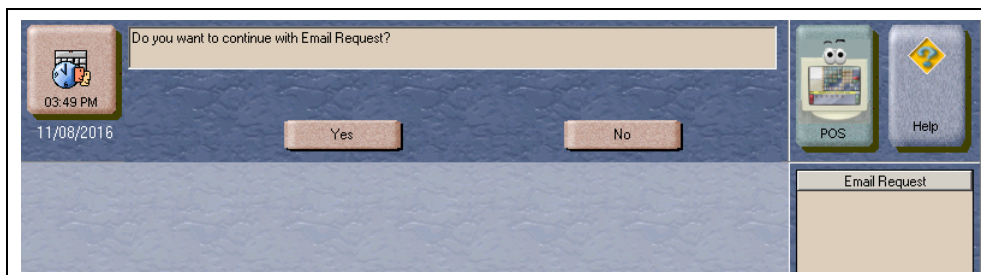 Do you want to continue with Email Request?
03:49 PM
11/08/2016
Yes
No
POS
Help
Email Request